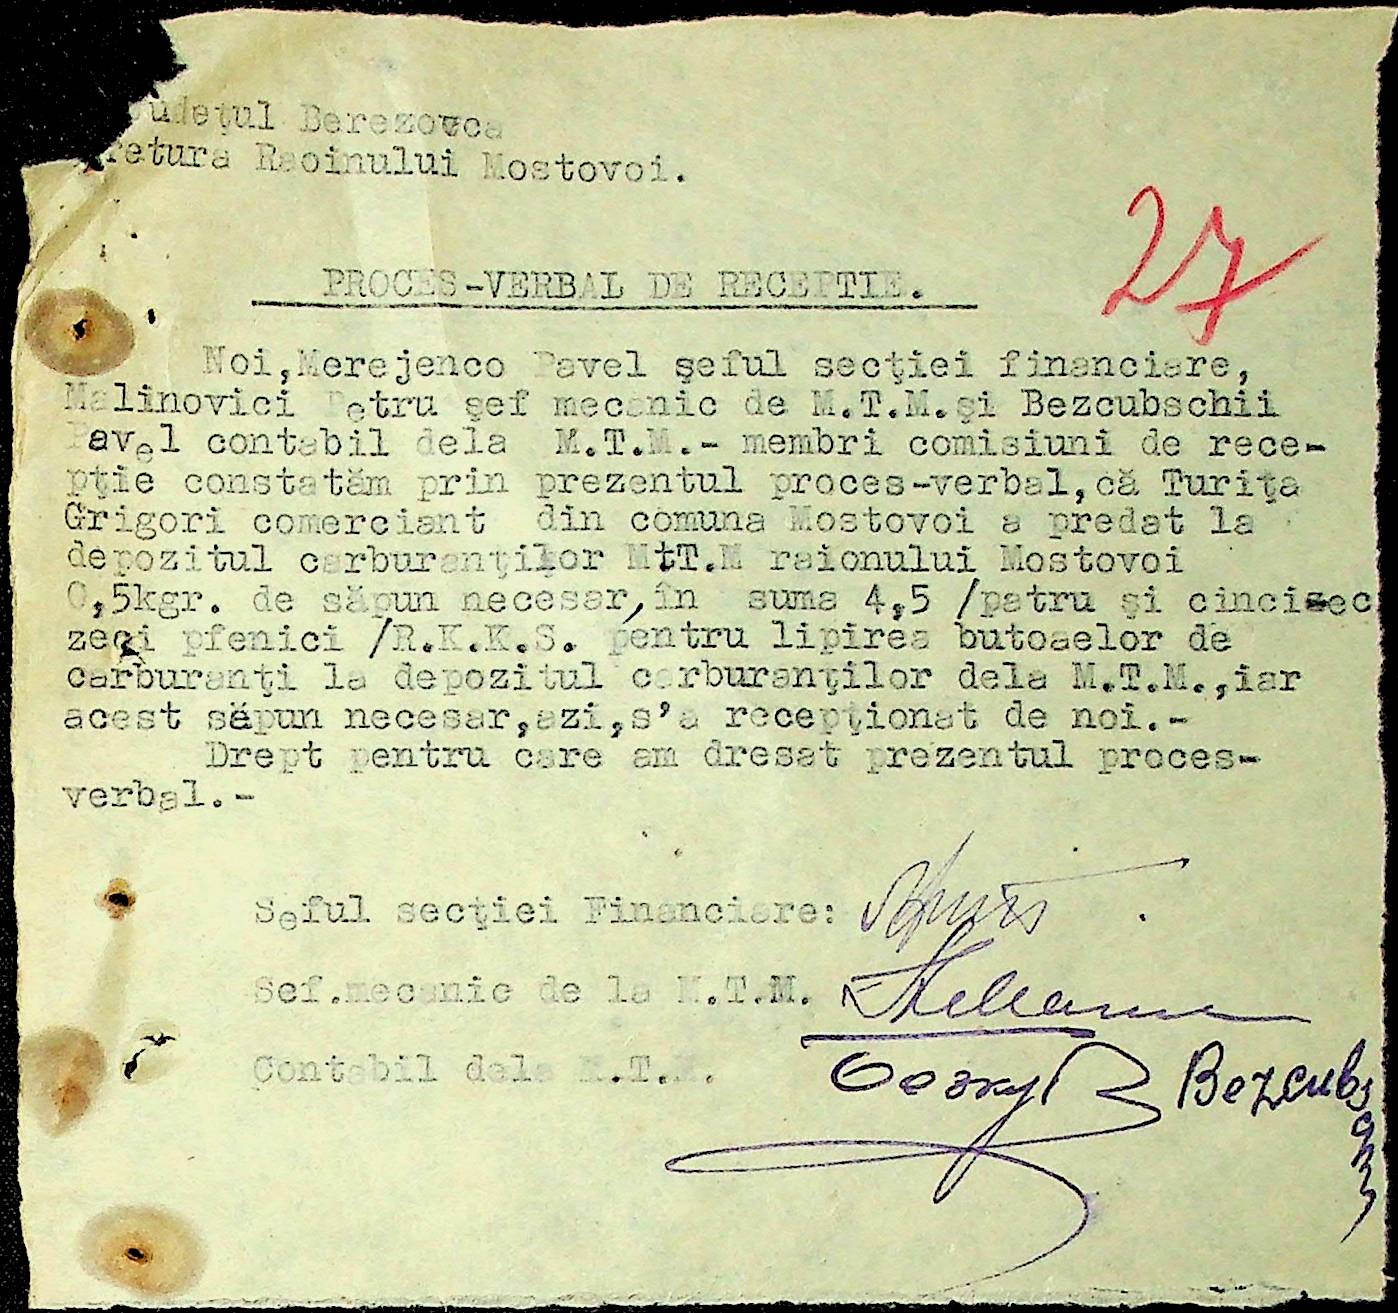 udeţul Berezovca
retura Raoinului Mostovoi.
27
PROCES-VERBAL DE RECEPTIE.
Noi,Merejenco Pavel şeful secţiei financiare,
Malinovici Petru şef mecanic de M.T.M.şi Bezcubschii
Pavel contabil dela M.T.M.- membri comisiuni de rece-
pţie constatăm prin prezentul proces-verbal,că Turiţa
Grigori comerciant din comuna Mostovoi a predat la
depozitul carburanţilor MtT.M raionului Mostovoi
0,5kgr. de săpun necesar,în suma 4,5 /patru şi cincizec
zeci pfenici /R.K.K.S. pentru lipirea butoaelor de
carburanţi la depozitul carburanţilor dela M.T.M.,iar
acest săpun necesar,azi,s'a recepţionat de noi.-
Drept pentru care am dresat prezentul proces-
verbal.-
Seful secţiei Financiare:
Sef.mecanic de la M.T.M.
Contabil dela M.T.M.
Bezcubs